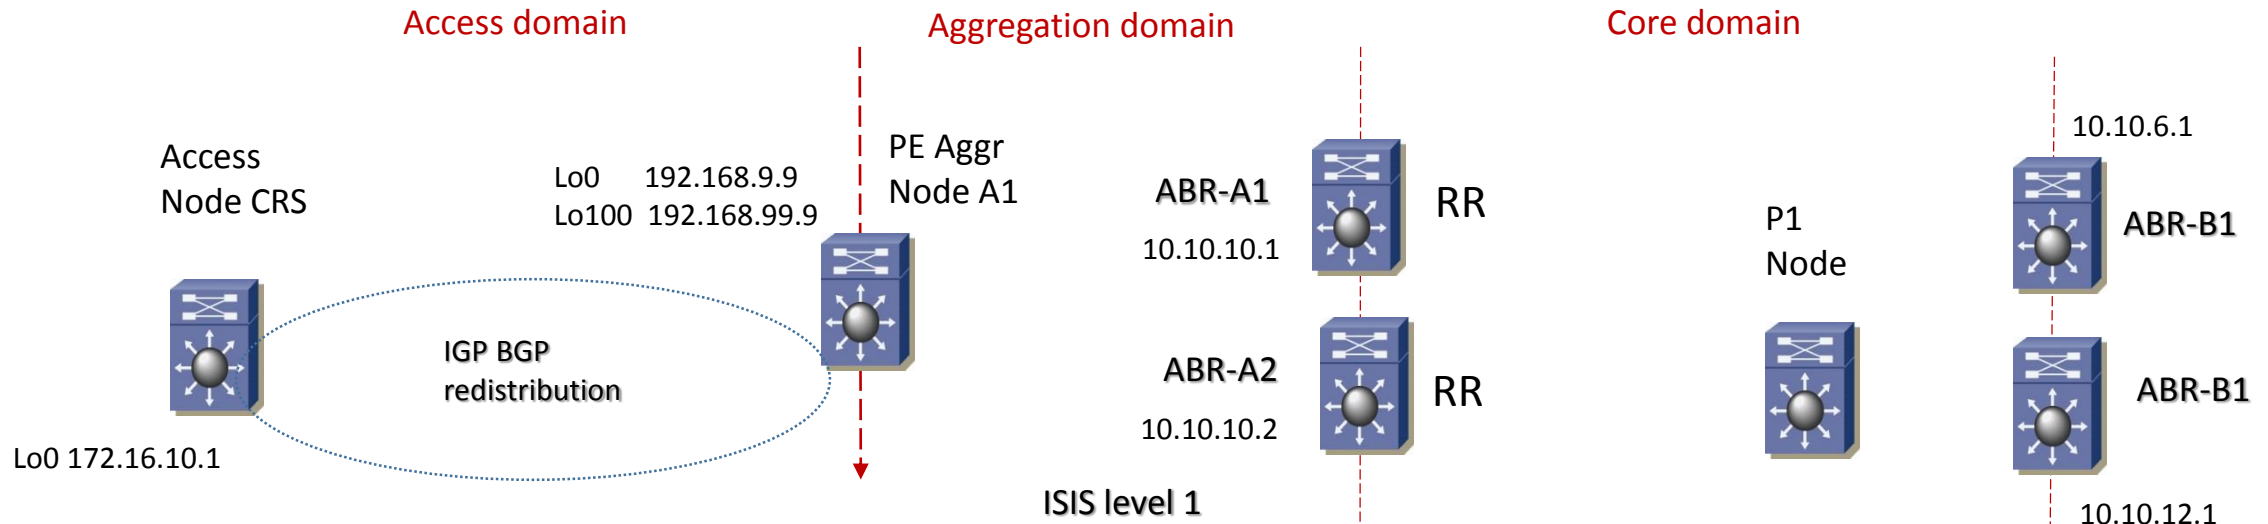 Access domain
Aggregation domain
Core domain
Access
Node CRS
Lo0 192.168.9.9
Lo100 192.168.99.9
PE Aggr
Node A1
ABR-A1
10.10.10.1
RR
P1
Node
10.10.6.1
ABR-B1
IGP BGP
redistribution
ABR-A2
10.10.10.2
RR
ABR-B1
Lo0 172.16.10.1
ISIS level 1
10.10.12.1